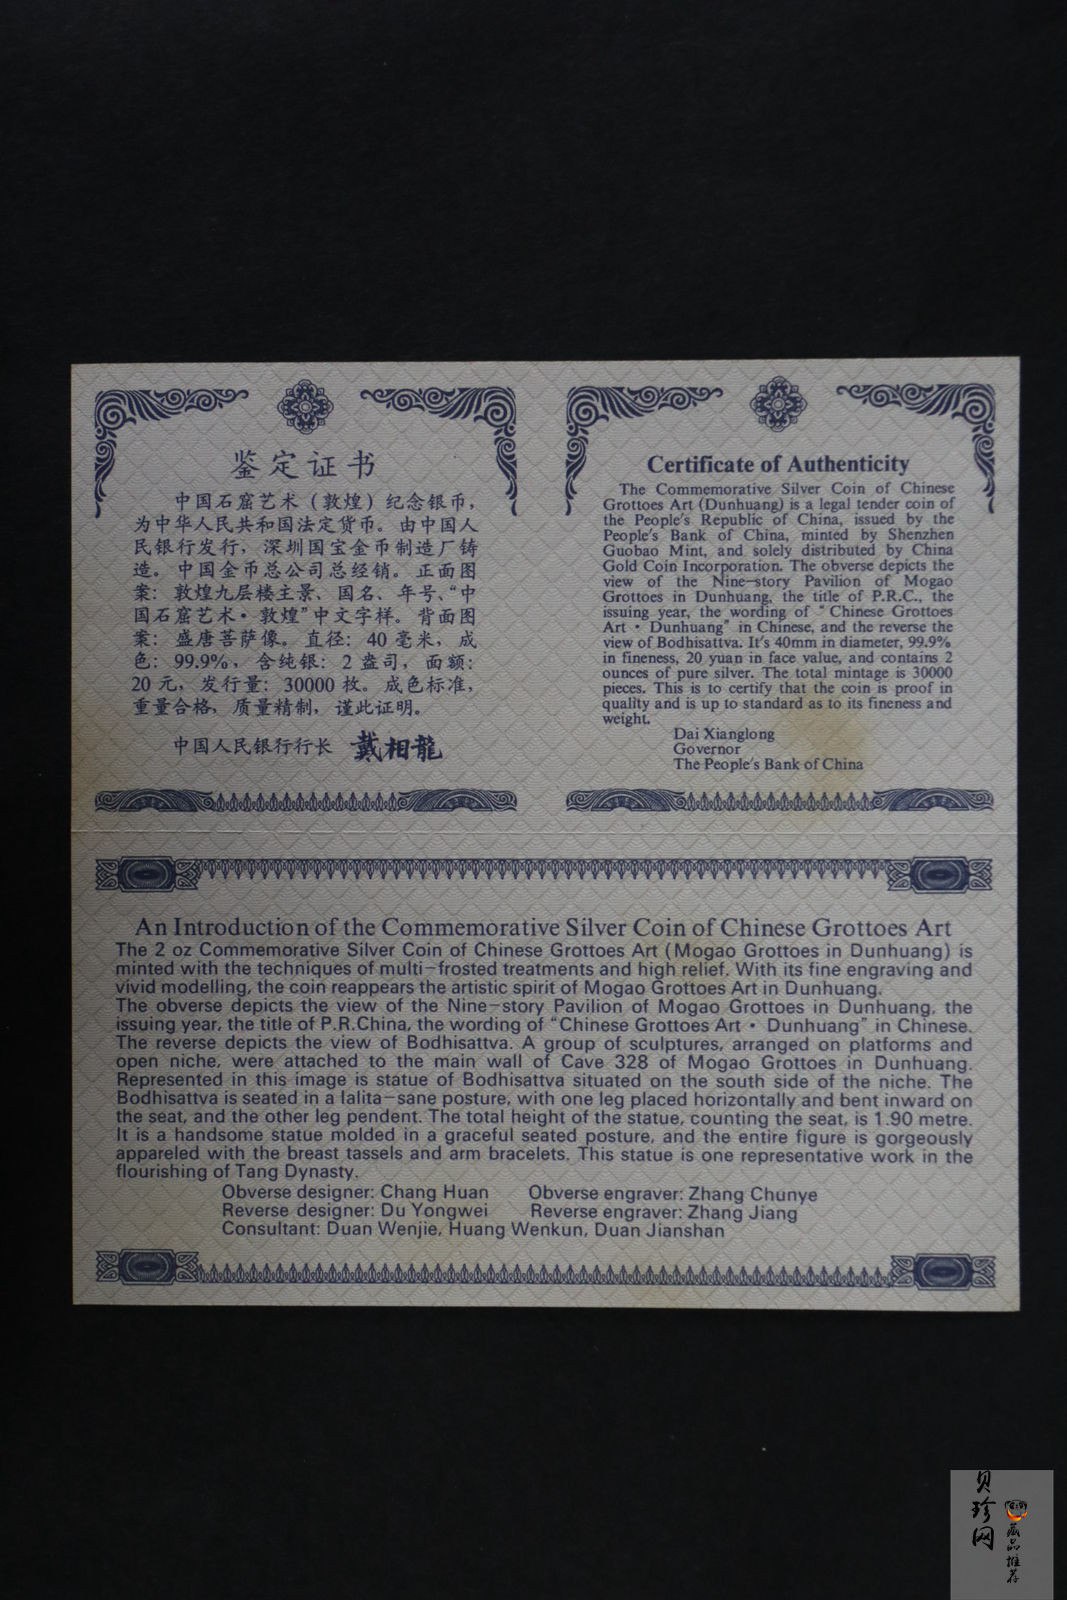 鉴定证书
中国石窟艺术（敦煌）纪念银币，
为中华人民共和国法定货币。由中国人
民银行发行，深圳国宝金币制造厂铸
造。中国金币总公司总经销。正面图
案：敦煌九层楼主景、国名、年号、“中
国石窟艺术·敦煌”中文字样。背面图
案：盛唐菩萨像。直径：40毫米，成
色：99.9%，含纯银：2盎司，面额：
20元，发行量：30000枚。成色标准，
重量合格，质量精制，谨此证明。
中国人民银行行长 戴相龍
Certificate of Authenticity
The Commemorative Silver Coin of Chinese
Grottoes Art (Dunhuang) is a legal tender coin of
the People's Republic of China, issued by the
People's Bank of China, minted by Shenzhen
Guobao Mint, and solely distributed by China
Gold Coin Incorporation. The obverse depicts the
view of the Nine-story Pavilion of Mogao
Grottoes in Dunhuang, the title of P.R.C., the
issuing year, the wording of “Chinese Grottoes
Art · Dunhuang” in Chinese, and the reverse the
view of Bodhisattva. It's 40mm in diameter, 99.9%
in fineness, 20 yuan in face value, and contains 2
ounces of pure silver. The total mintage is 30000
pieces. This is to certify that the coin is proof in
quality and is up to standard as to its fineness and
weight.
Dai Xianglong
Governor
The People's Bank of China
An Introduction of the Commemorative Silver Coin of Chinese Grottoes Art
The 2 oz Commemorative Silver Coin of Chinese Grottoes Art (Mogao Grottoes in Dunhuang) is
minted with the techniques of multi-frosted treatments and high relief. With its fine engraving and
vivid modelling, the coin reappears the artistic spirit of Mogao Grottoes Art in Dunhuang.
The obverse depicts the view of the Nine-story Pavilion of Mogao Grottoes in Dunhuang, the
issuing year, the title of P.R.China, the wording of “Chinese Grottoes Art · Dunhuang” in Chinese.
The reverse depicts the view of Bodhisattva. A group of sculptures, arranged on platforms and
open niche, were attached to the main wall of Cave 328 of Mogao Grottoes in Dunhuang.
Represented in this image is statue of Bodhisattva situated on the south side of the niche. The
Bodhisattva is seated in a lalita-sane posture, with one leg placed horizontally and bent inward on
the seat, and the other leg pendent. The total height of the statue, counting the seat, is 1.90 metre.
It is a handsome statue molded in a graceful seated posture, and the entire figure is gorgeously
appareled with the breast tassels and arm bracelets. This statue is one representative work in the
flourishing of Tang Dynasty.
Obverse designer: Chang Huan Obverse engraver: Zhang Chunye
Reverse designer: Du Yongwei Reverse engraver: Zhang Jiang
Consultant: Duan Wenjie, Huang Wenkun, Duan Jianshan
贝珍网
藏品推荐